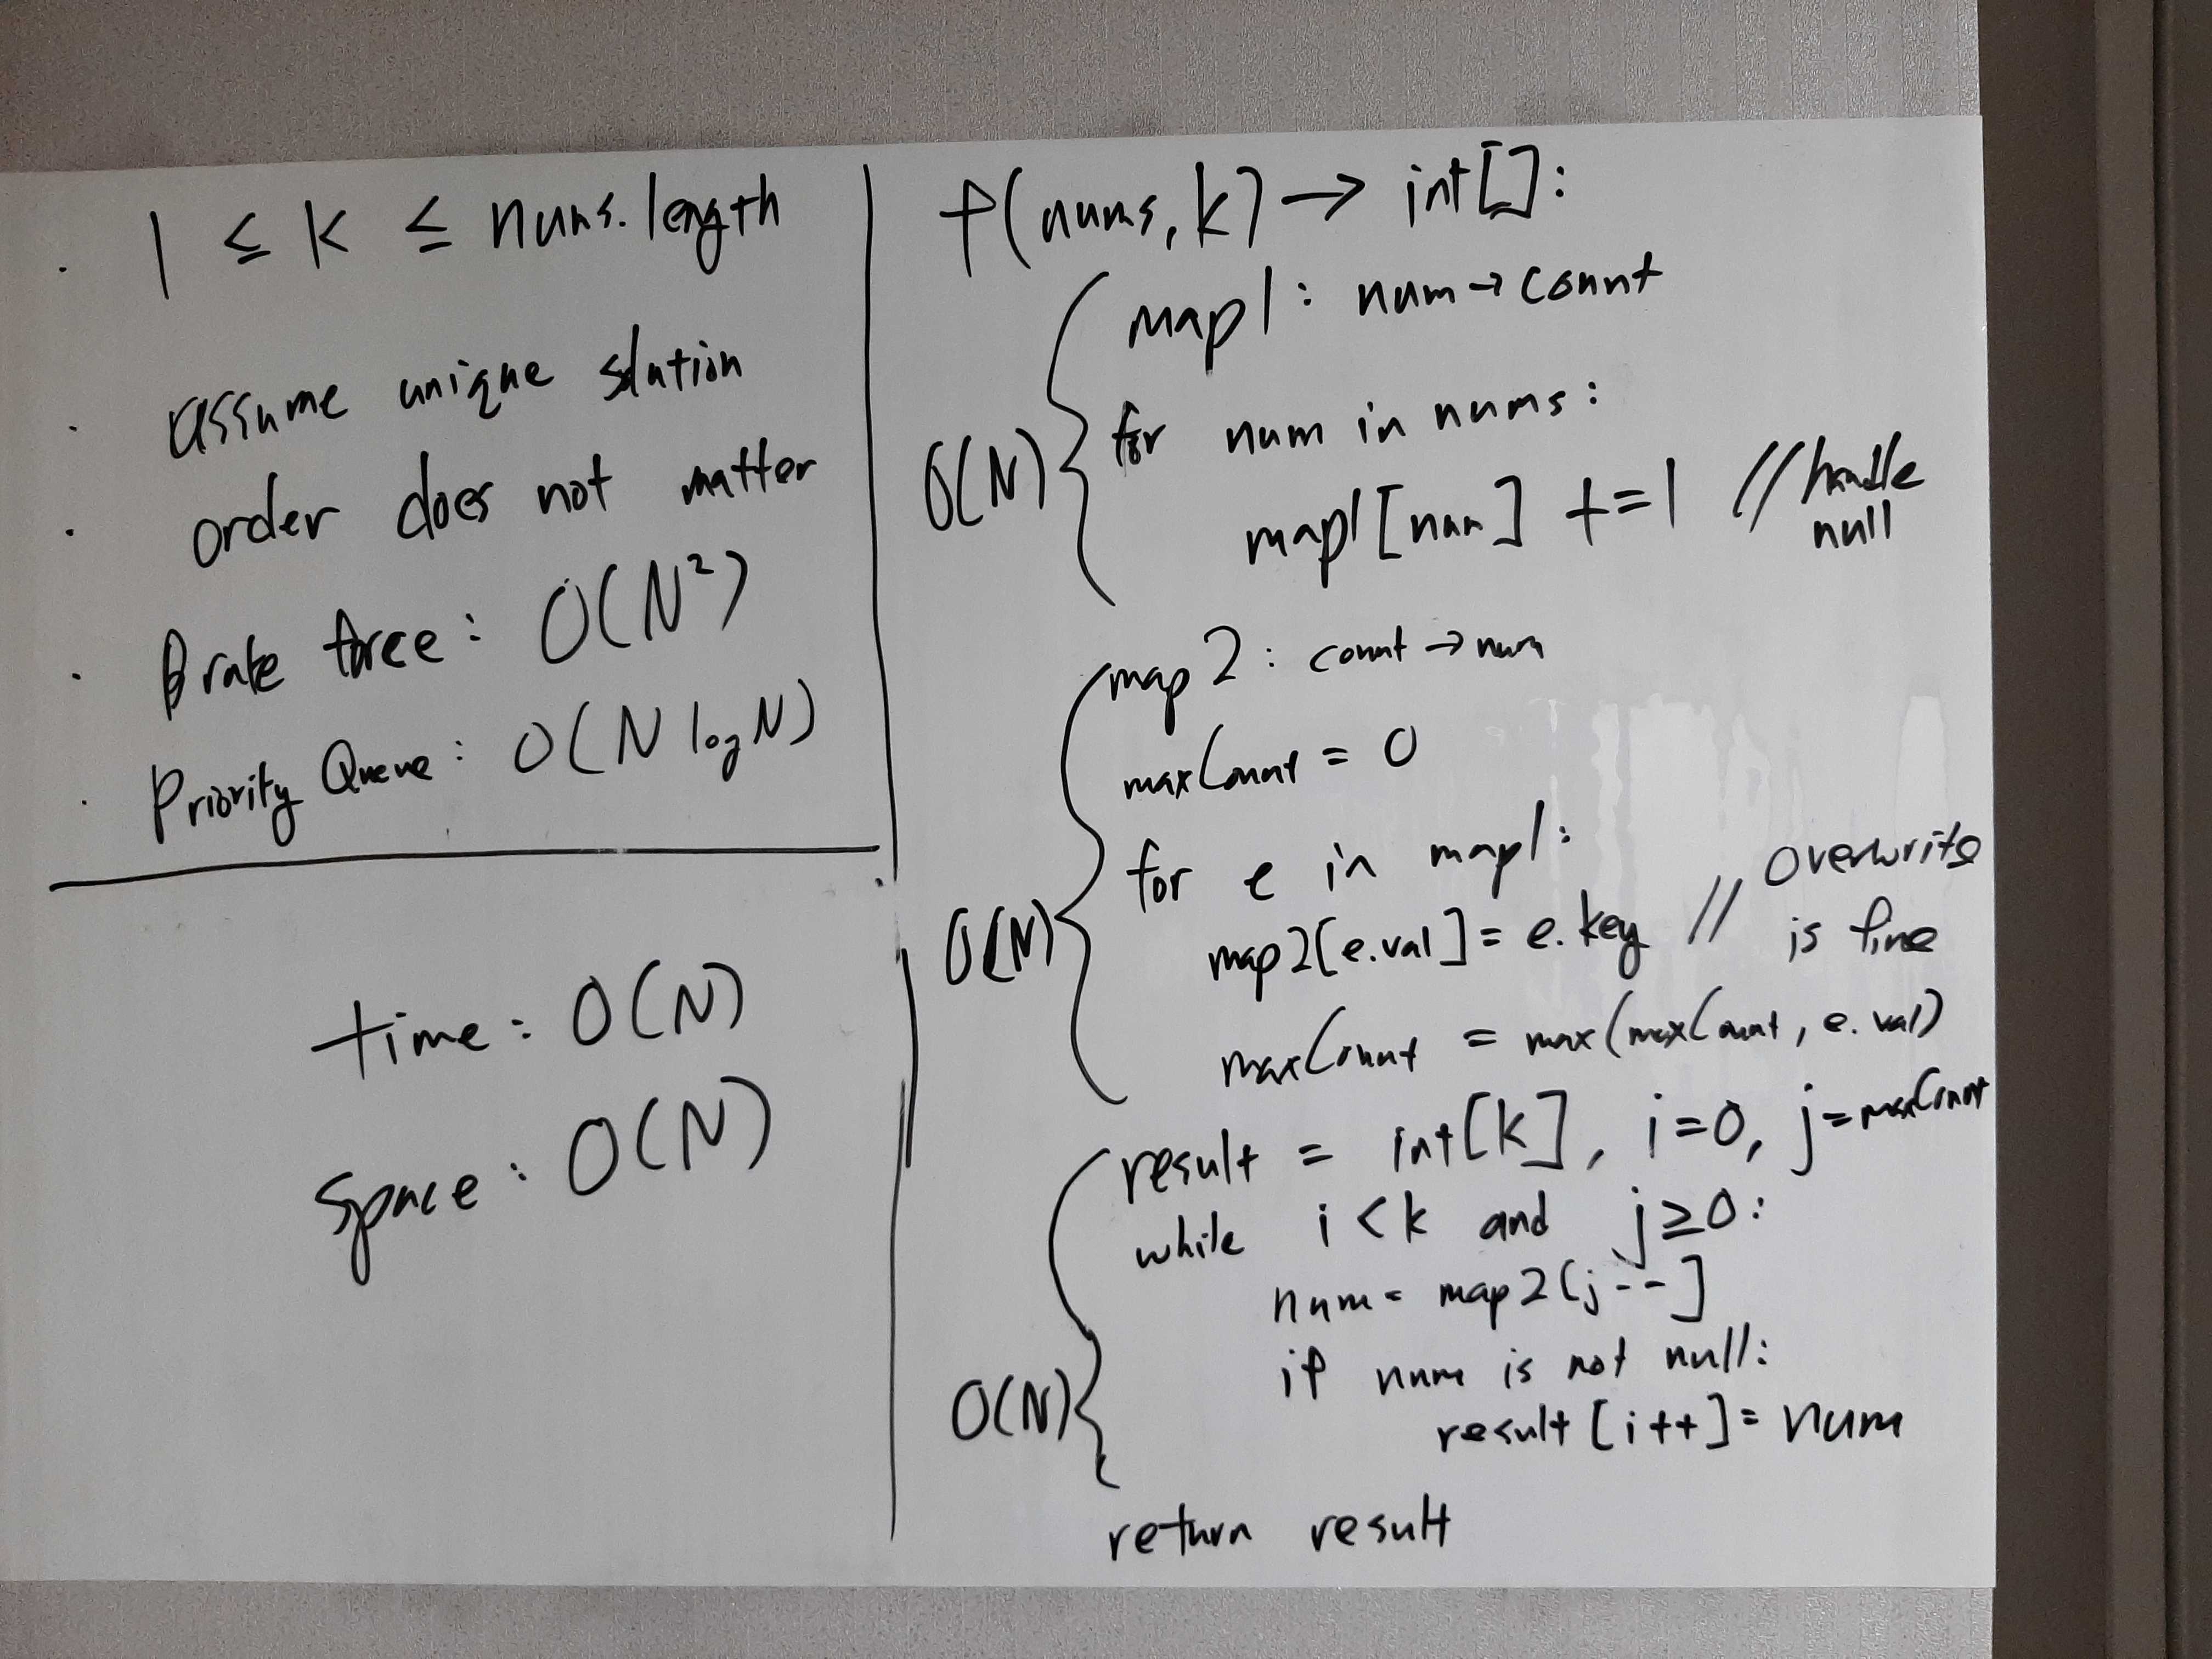 · 1 ≤ k ≤ nums.length
· assume unique solution
· order does not matter
· Brute force: O(N²)
· Priority Queue: O(N log N)
time: O(N)
space: O(N)
f(nums, k) → int[]:
map1: num → count
for num in nums:
O(N)
map1[num] += 1 // handle
null
map2: count → num
maxCount = 0
for e in map1:
O(N)
map2[e.val] = e.key // overwrite
is fine
maxCount = max(maxCount, e.val)
result = int[k], i=0, j=maxCount
while i < k and j ≥ 0:
num = map2[j--]
if num is not null:
O(N)
result[i++] = num
return result